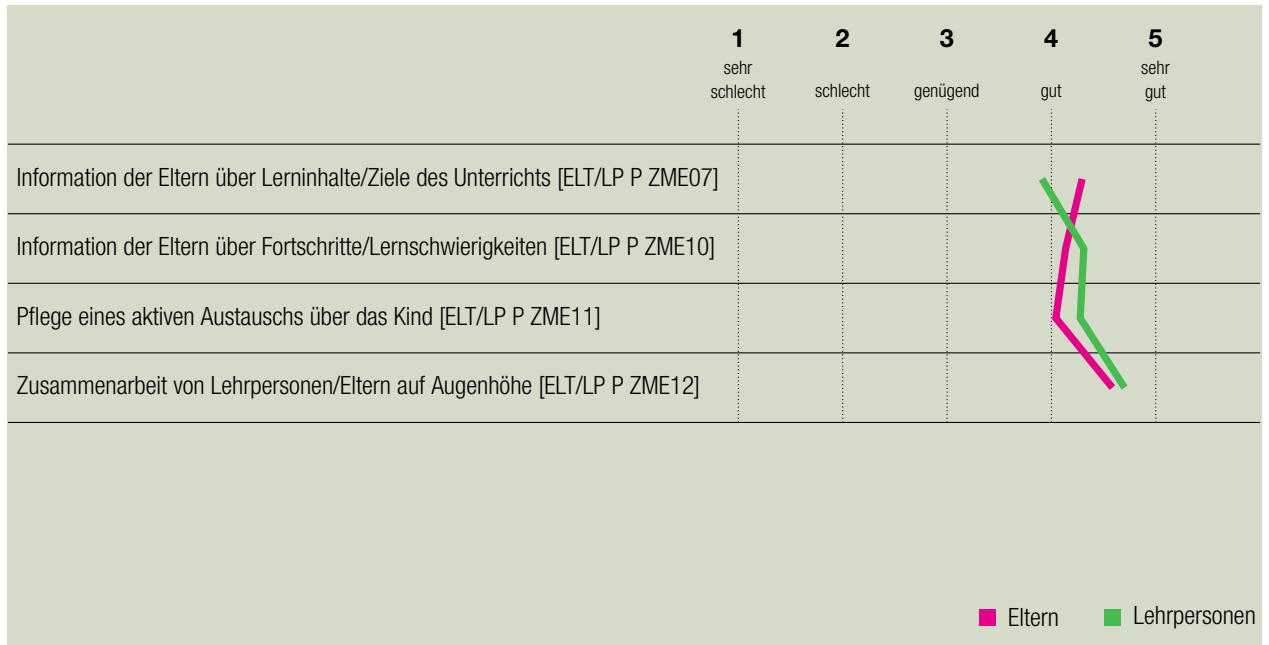 1 2 3 4 5
sehr schlecht schlecht genügend gut sehr gut
Information der Eltern über Lerninhalte/Ziele des Unterrichts [ELT/LP P ZME07]
Information der Eltern über Fortschritte/Lernschwierigkeiten [ELT/LP P ZME10]
Pflege eines aktiven Austauschs über das Kind [ELT/LP P ZME11]
Zusammenarbeit von Lehrpersonen/Eltern auf Augenhöhe [ELT/LP P ZME12]
Eltern Lehrpersonen